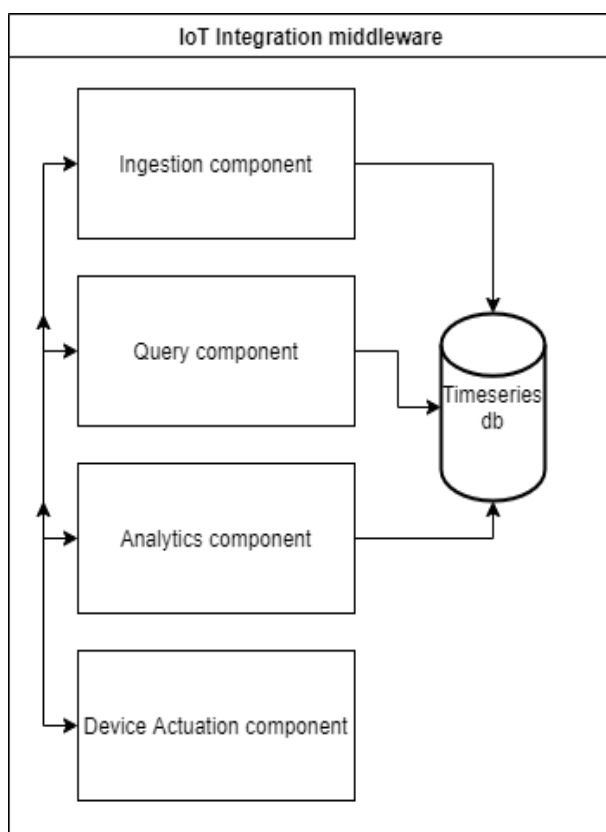 IoT Integration middleware
Ingestion component
Query component
Timeseries
db
Analytics component
Device Actuation component